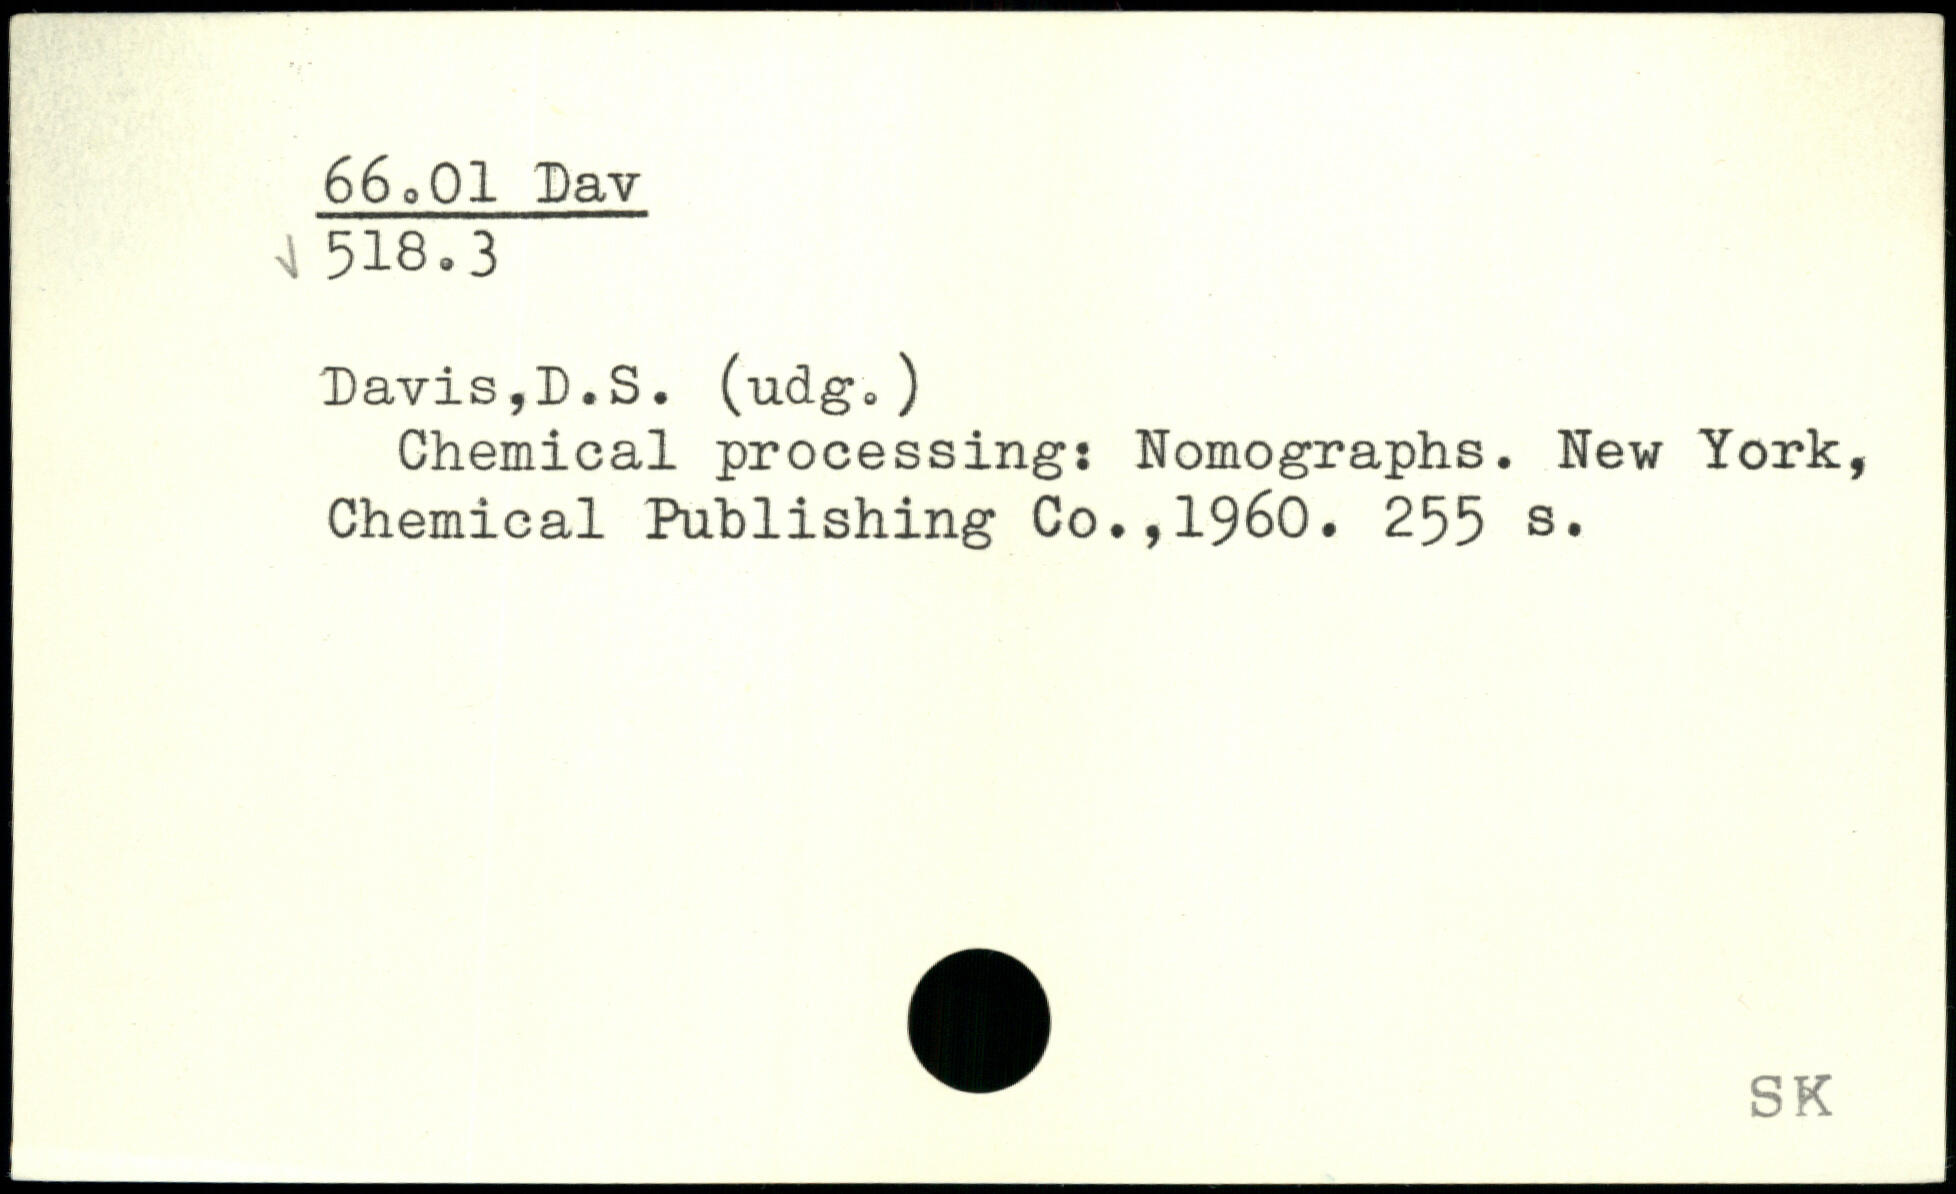 66.01 Dav
518.3
Davis,D.S. (udg.)
Chemical processing: Nomographs. New York,
Chemical Publishing Co.,1960. 255 s.
SK